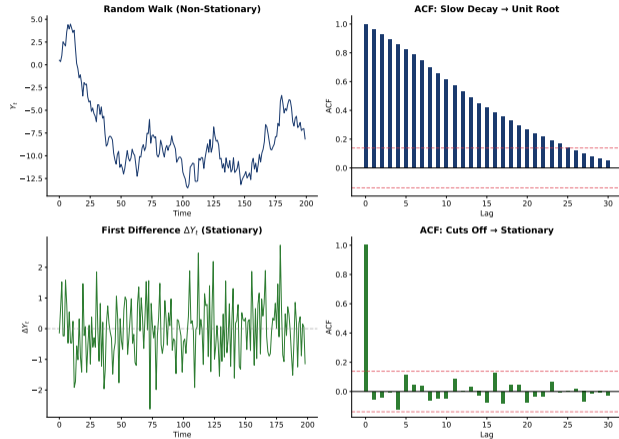 Random Walk (Non-Stationary)
5.0
2.5
0.0
−2.5
−5.0
−7.5
−10.0
−12.5
Yt
0 25 50 75 100 125 150 175 200
Time
ACF: Slow Decay → Unit Root
1.0
0.8
0.6
0.4
0.2
0.0
ACF
0 5 10 15 20 25 30
Lag
First Difference ΔYt (Stationary)
2
1
0
−1
−2
ΔYt
0 25 50 75 100 125 150 175 200
Time
ACF: Cuts Off → Stationary
1.0
0.8
0.6
0.4
0.2
0.0
ACF
0 5 10 15 20 25 30
Lag